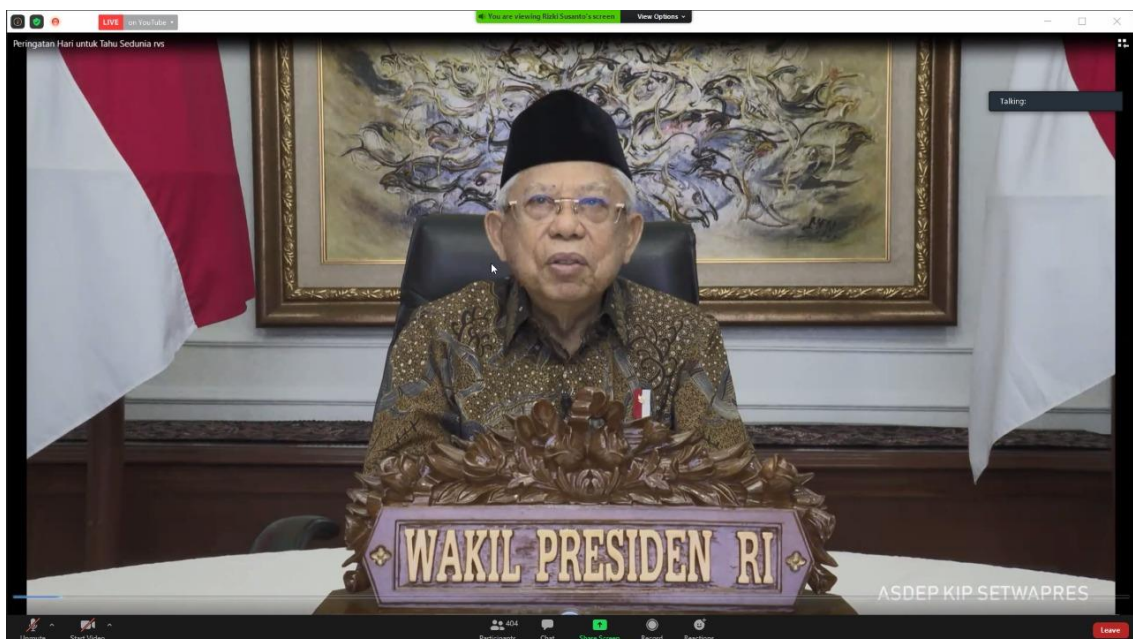 LIVE on YouTube
You are viewing Rizki Susanto's screen View Options
Peringatan Hari untuk Tahu Sedunia rvs
Talking:
WAKIL PRESIDEN RI
ASDEP KIP SETWAPRES
404
Unmute Start Video Participants Chat Share Screen Record Reactions Leave